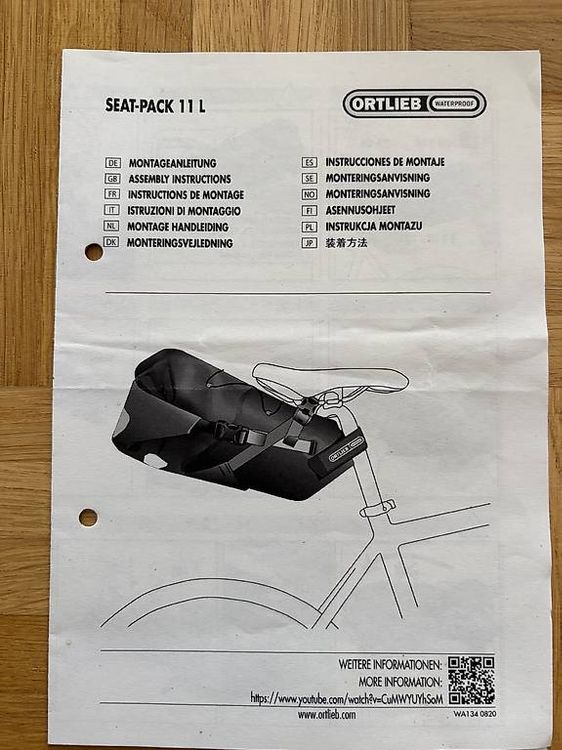 SEAT-PACK 11 L
ORTLIEB WATERPROOF
DE MONTAGEANLEITUNG
GB ASSEMBLY INSTRUCTIONS
FR INSTRUCTIONS DE MONTAGE
IT ISTRUZIONI DI MONTAGGIO
NL MONTAGE HANDLEIDING
DK MONTERINGSVEJLEDNING
ES INSTRUCCIONES DE MONTAJE
SE MONTERINGSANVISNING
NO MONTERINGSANVISNING
FI ASENNUSOHJEET
PL INSTRUKCJA MONTAZU
JP 装着方法
ORTLIEB
WEITERE INFORMATIONEN:
MORE INFORMATION:
https://www.youtube.com/watch?v=CuMWYUYhSoM
www.ortlieb.com
WA134 0820